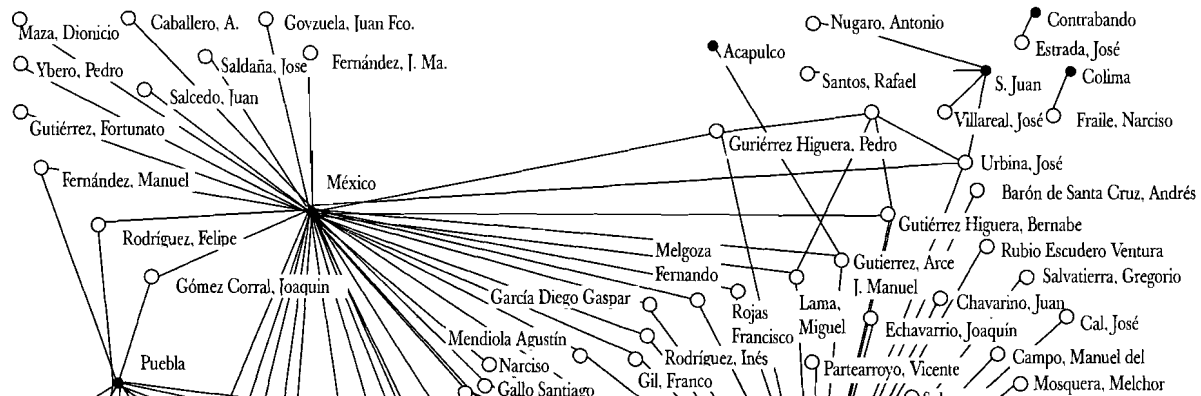 Maza, Dionicio
Caballero, A.
Govzuela, Juan Fco.
Nugaro, Antonio
Contrabando
Ybero, Pedro
Saldaña, Jose
Fernández, J. Ma.
Acapulco
Estrada, José
Salcedo, Juan
Santos, Rafael
S. Juan
Colima
Gutiérrez, Fortunato
Guriérrez Higuera, Pedro
Villareal, José
Fraile, Narciso
Fernández, Manuel
México
Urbina, José
Barón de Santa Cruz, Andrés
Rodríguez, Felipe
Gutiérrez Higuera, Bernabe
Melgoza
Fernando
Rubio Escudero Ventura
Gutierrez, Arce
J. Manuel
Salvatierra, Gregorio
Gómez Corral, Joaquin
García Diego Gaspar
Rojas
Francisco
Lama,
Miguel
Chavarino, Juan
Echavarrio, Joaquín
Cal, José
Mendiola Agustín
Puebla
Narciso
Rodríguez, Inés
Partearroyo, Vicente
Campo, Manuel del
Gallo Santiago
Gil, Franco
Mosquera, Melchor